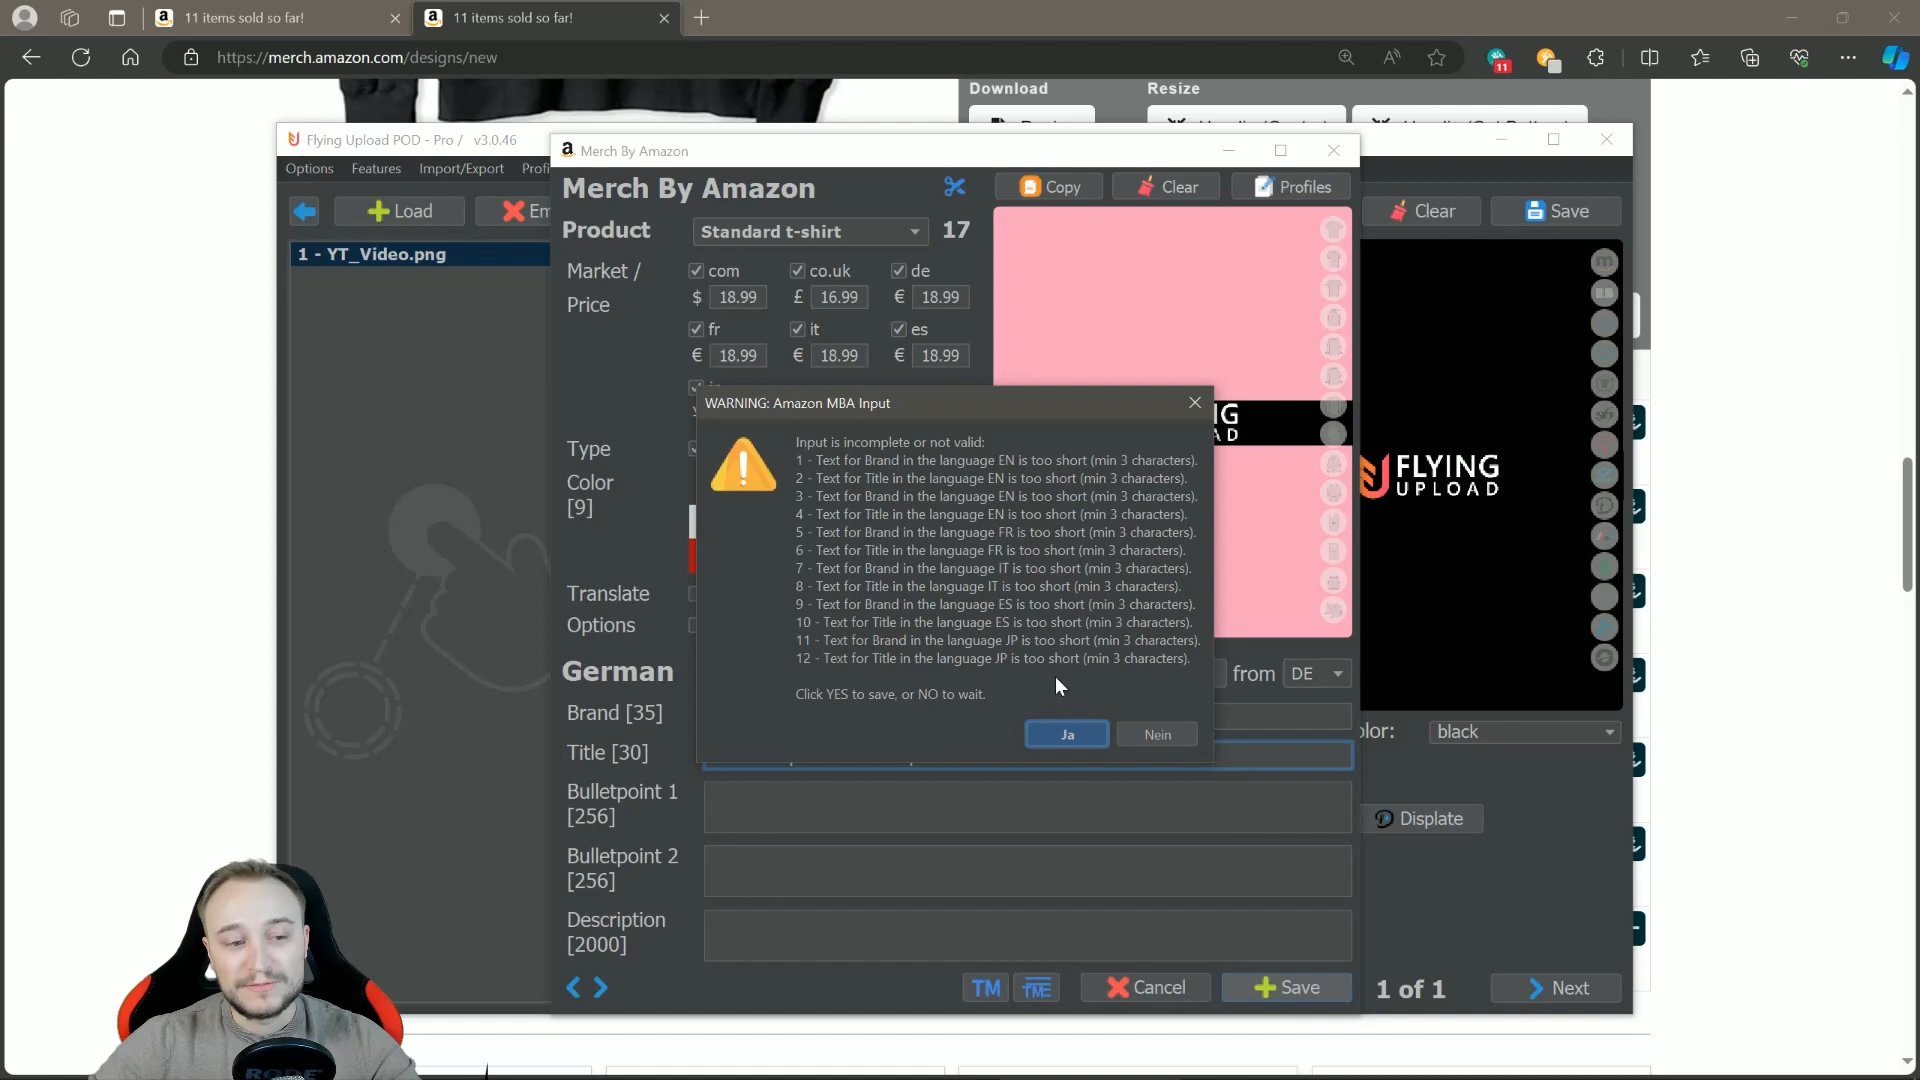 11 items sold so far!
11 items sold so far!
https://merch.amazon.com/designs/new
11
Download
Resize
Flying Upload POD - Pro / v3.0.46
Options
Features
Import/Export
Load
1 - YT_Video.png
Merch By Amazon
Merch By Amazon
Copy
Clear
Profiles
Product
Standard t-shirt
17
Market /
Price
com
co.uk
de
$ 18.99
£ 16.99
€ 18.99
fr
it
es
€ 18.99
€ 18.99
€ 18.99
Type
Color
[9]
Translate
Options
German
from
DE
Brand [35]
Title [30]
Bulletpoint 1
[256]
Bulletpoint 2
[256]
Description
[2000]
TM
TM
Cancel
Save
WARNING: Amazon MBA Input
Input is incomplete or not valid:
1 - Text for Brand in the language EN is too short (min 3 characters).
2 - Text for Title in the language EN is too short (min 3 characters).
3 - Text for Brand in the language EN is too short (min 3 characters).
4 - Text for Title in the language EN is too short (min 3 characters).
5 - Text for Brand in the language FR is too short (min 3 characters).
6 - Text for Title in the language FR is too short (min 3 characters).
7 - Text for Brand in the language IT is too short (min 3 characters).
8 - Text for Title in the language IT is too short (min 3 characters).
9 - Text for Brand in the language ES is too short (min 3 characters).
10 - Text for Title in the language ES is too short (min 3 characters).
11 - Text for Brand in the language JP is too short (min 3 characters).
12 - Text for Title in the language JP is too short (min 3 characters).
Click YES to save, or NO to wait.
Ja
Nein
Clear
Save
FLYING
UPLOAD
black
Displate
1 of 1
Next
RODE